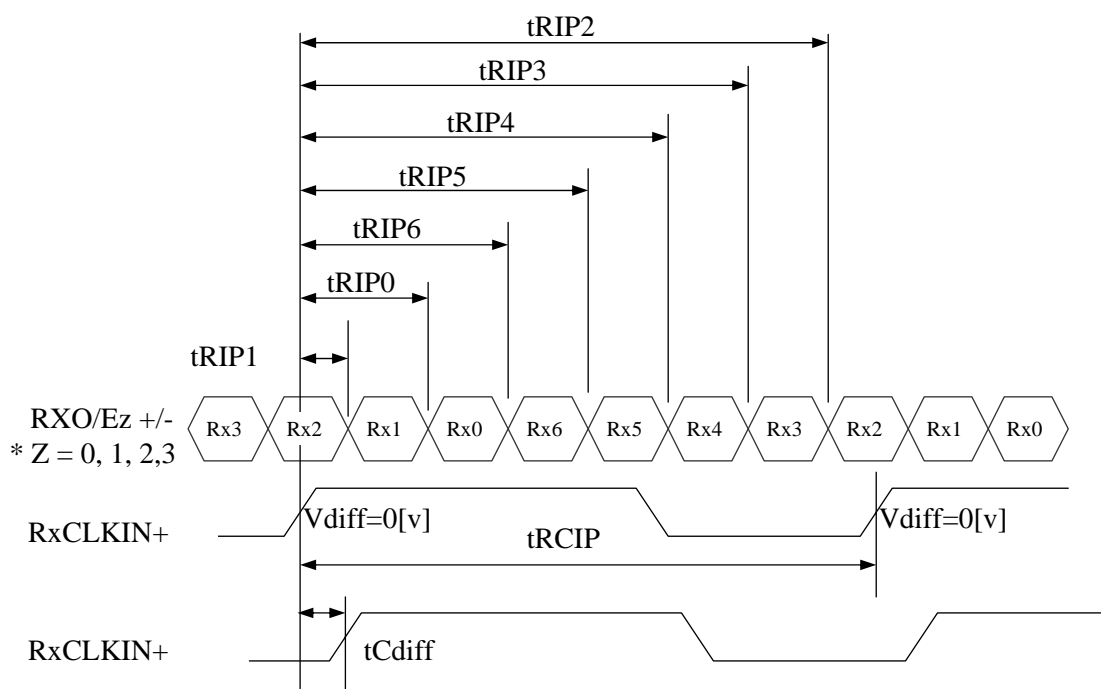 tRIP2
tRIP3
tRIP4
tRIP5
tRIP6
tRIP0
tRIP1
RXO/Ez +/-
* Z = 0, 1, 2,3
Rx3 Rx2 Rx1 Rx0 Rx6 Rx5 Rx4 Rx3 Rx2 Rx1 Rx0
RxCLKIN+
Vdiff=0[v] Vdiff=0[v]
tRCIP
RxCLKIN+
tCdiff